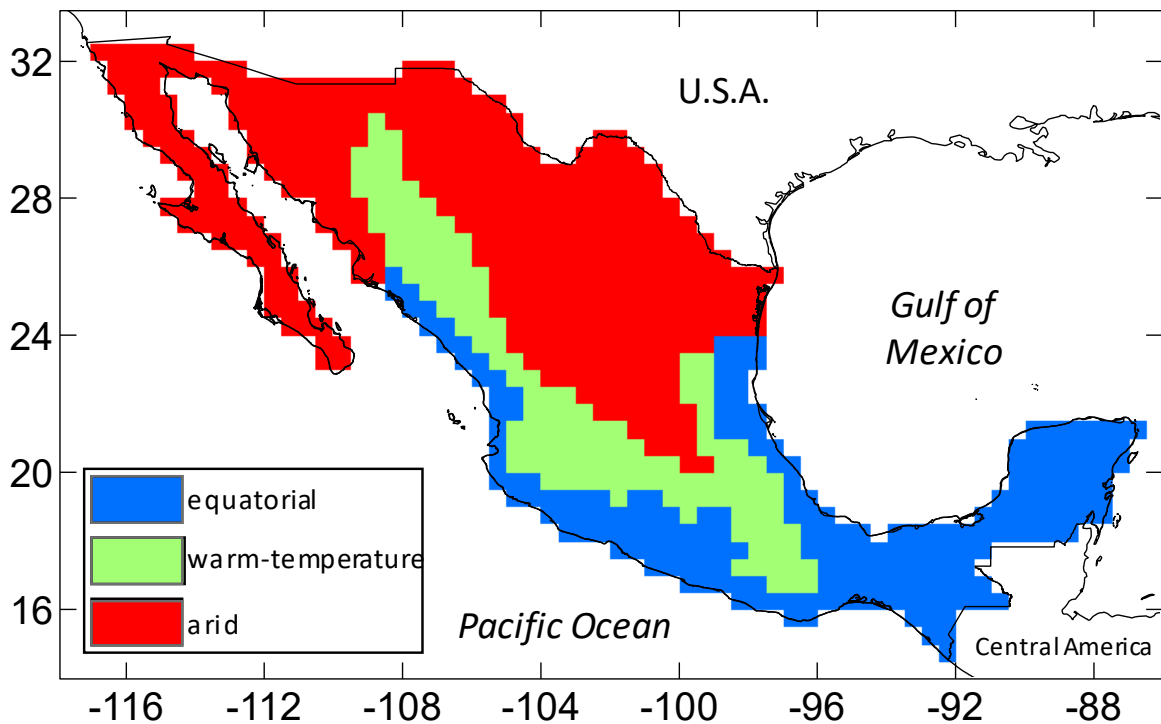 32
28
24
20
16
U.S.A.
Gulf of
Mexico
equatorial
warm-temperature
arid
Pacific Ocean
Central America
-116
-112
-108
-104
-100
-96
-92
-88